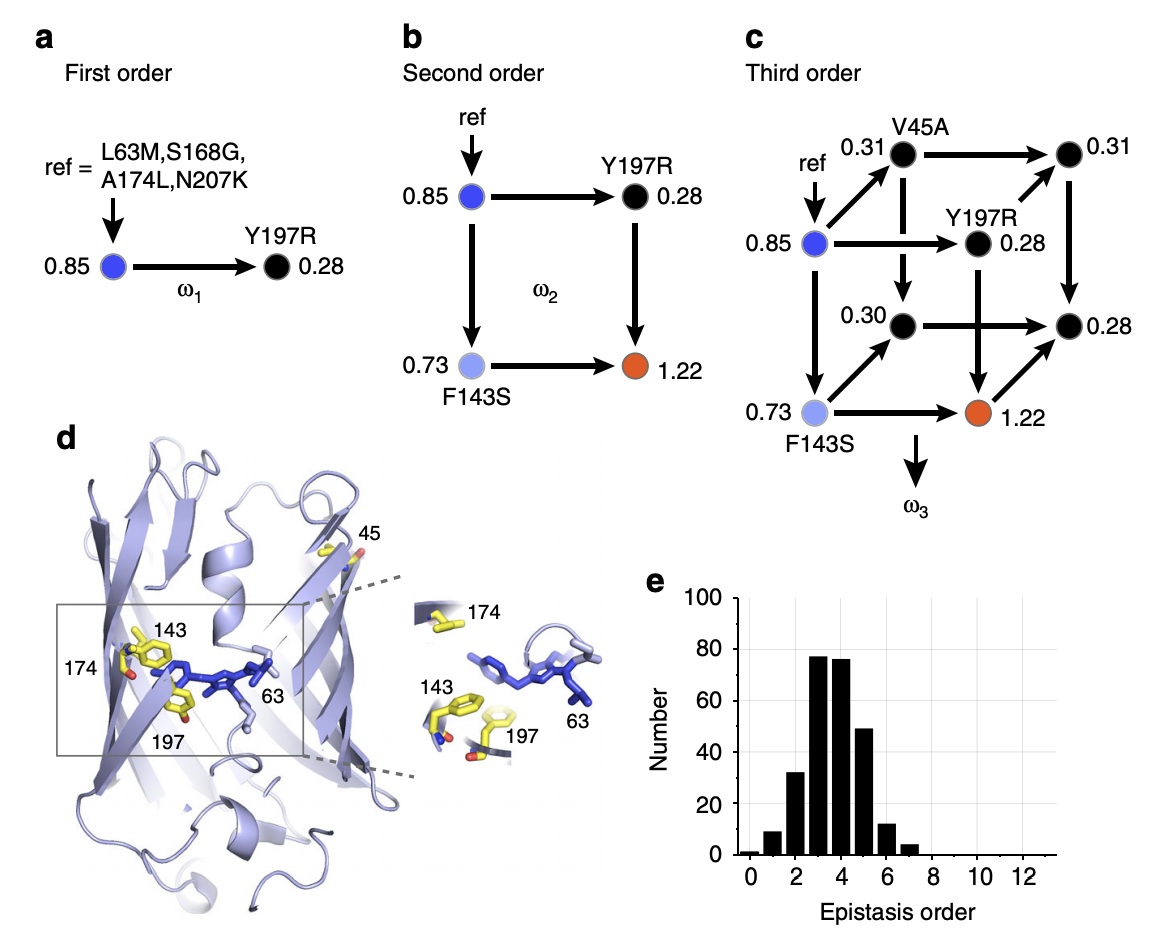 a
First order
ref =
L63M,S168G,
A174L,N207K
Y197R
0.85
0.28
ω1
b
Second order
ref
Y197R
0.85
0.28
ω2
0.73
1.22
F143S
c
Third order
V45A
0.31
0.31
ref
Y197R
0.85
0.28
0.30
0.28
0.73
1.22
F143S
ω3
d
45
143
174
63
197
174
143
197
63
e
100
80
60
40
20
0
Number
0 2 4 6 8 10 12
Epistasis order